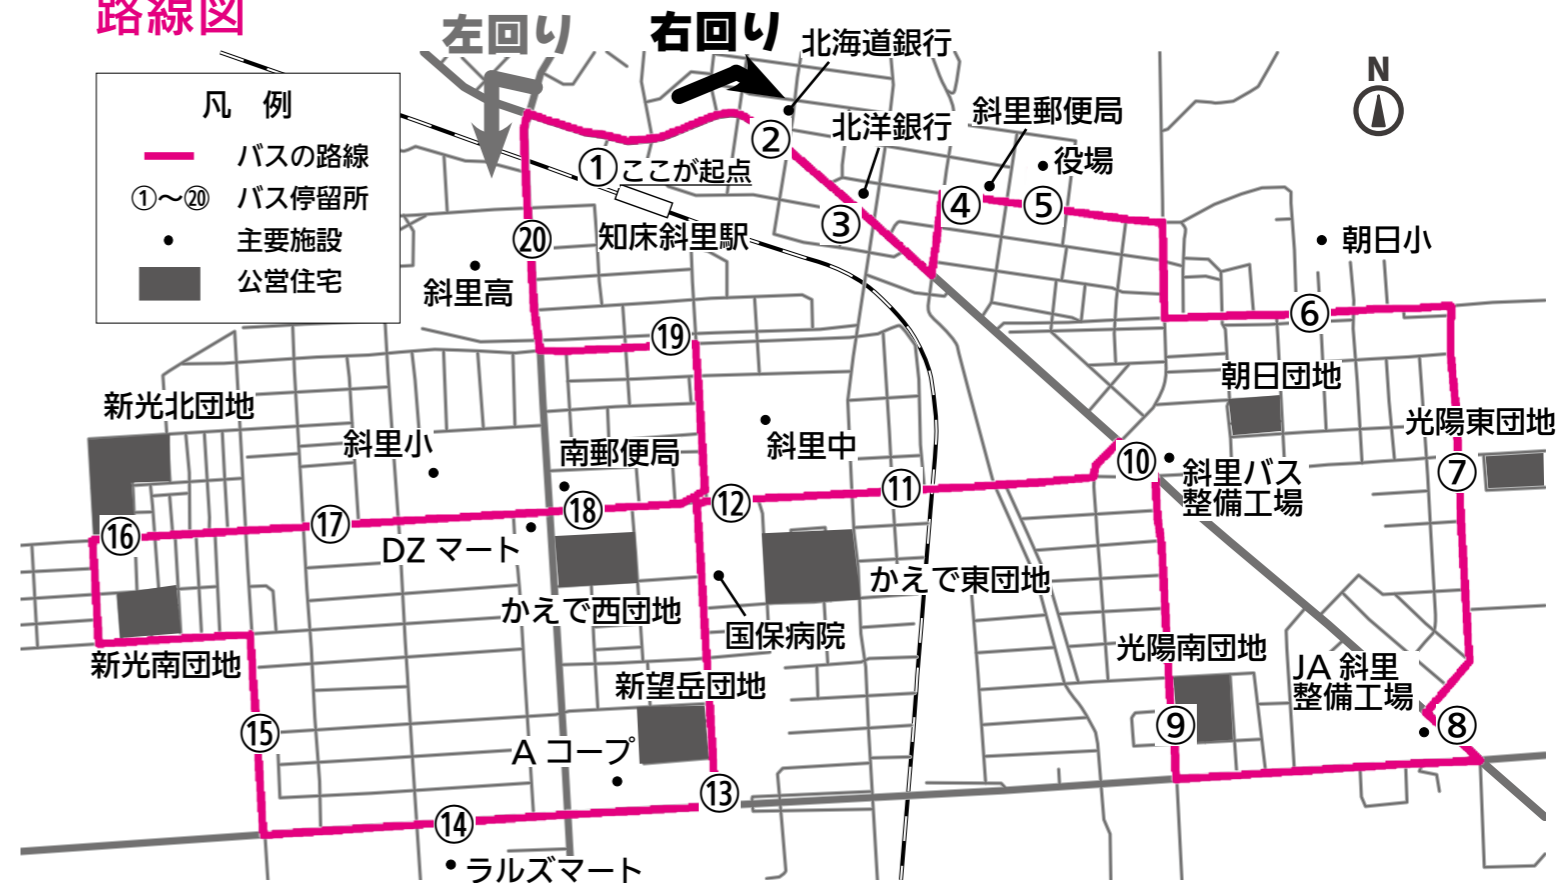 路線図
左回り
右回り
北海道銀行
N
凡 例
バスの路線
①〜⑳ バス停留所
主要施設
公営住宅
北洋銀行
斜里郵便局
役場
②
①
ここが起点
③
④
⑤
知床斜里駅
⑳
斜里高
朝日小
⑥
⑲
朝日団地
新光北団地
斜里小
南郵便局
斜里中
光陽東団地
⑩
斜里バス
整備工場
⑦
⑯
⑰
⑱
⑫
⑪
DZマート
かえで西団地
かえで東団地
国保病院
新光南団地
新望岳団地
光陽南団地
JA斜里
整備工場
⑮
Aコープ
⑨
⑧
⑬
⑭
ラルズマート